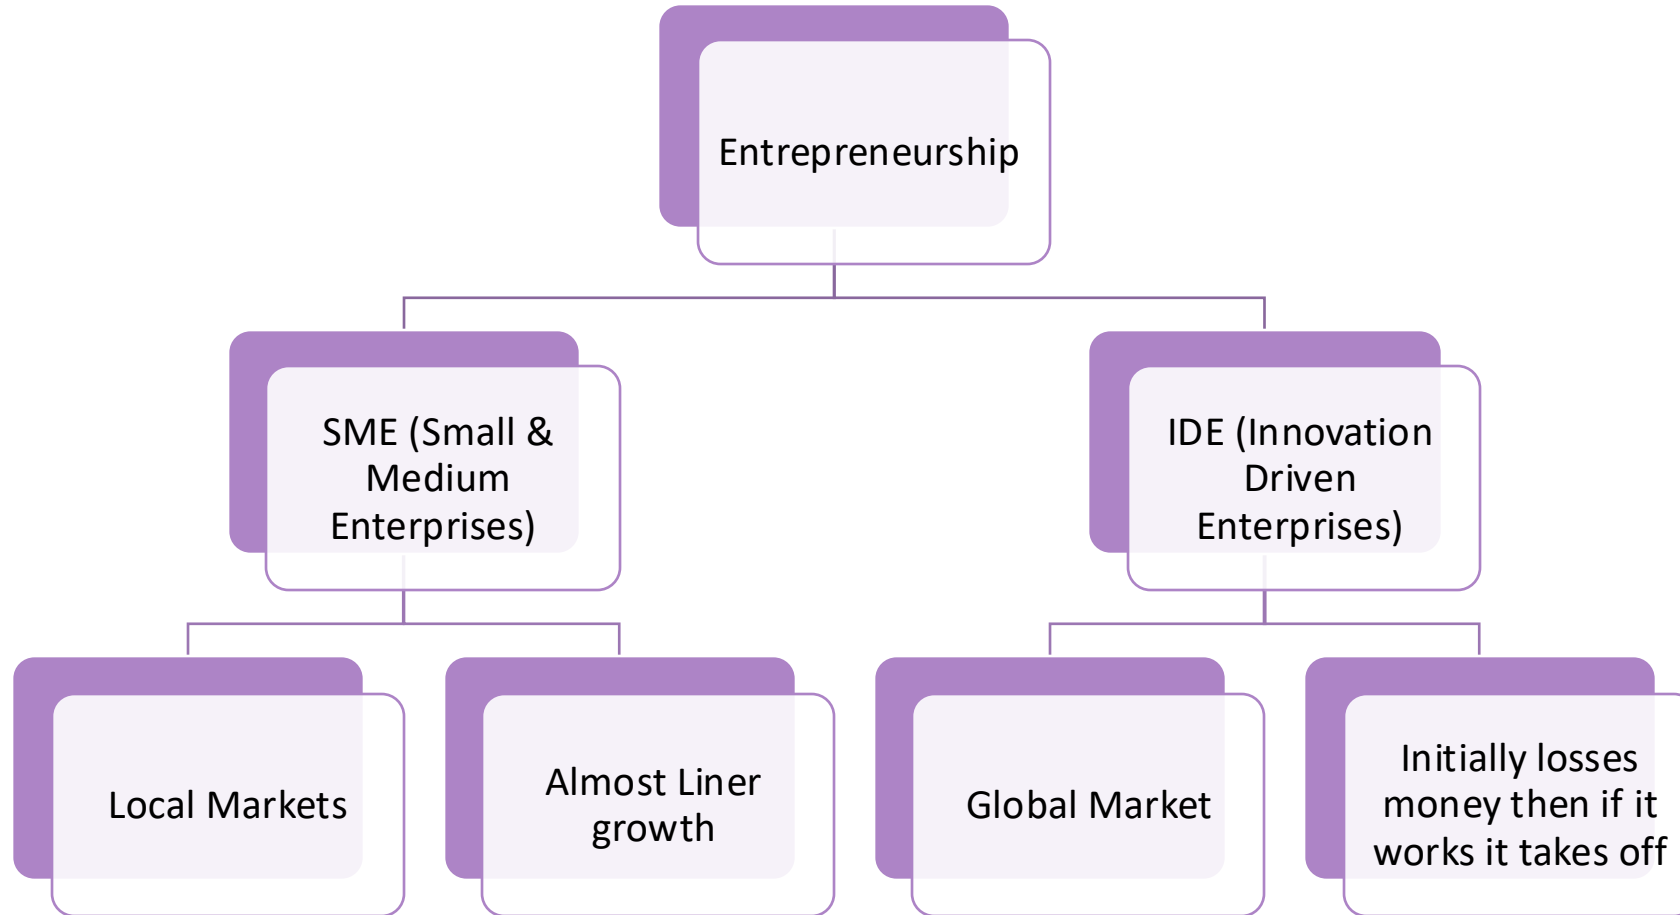 Entrepreneurship
SME (Small &
Medium
Enterprises)
IDE (Innovation
Driven
Enterprises)
Local Markets
Almost Liner
growth
Global Market
Initially losses
money then if it
works it takes off